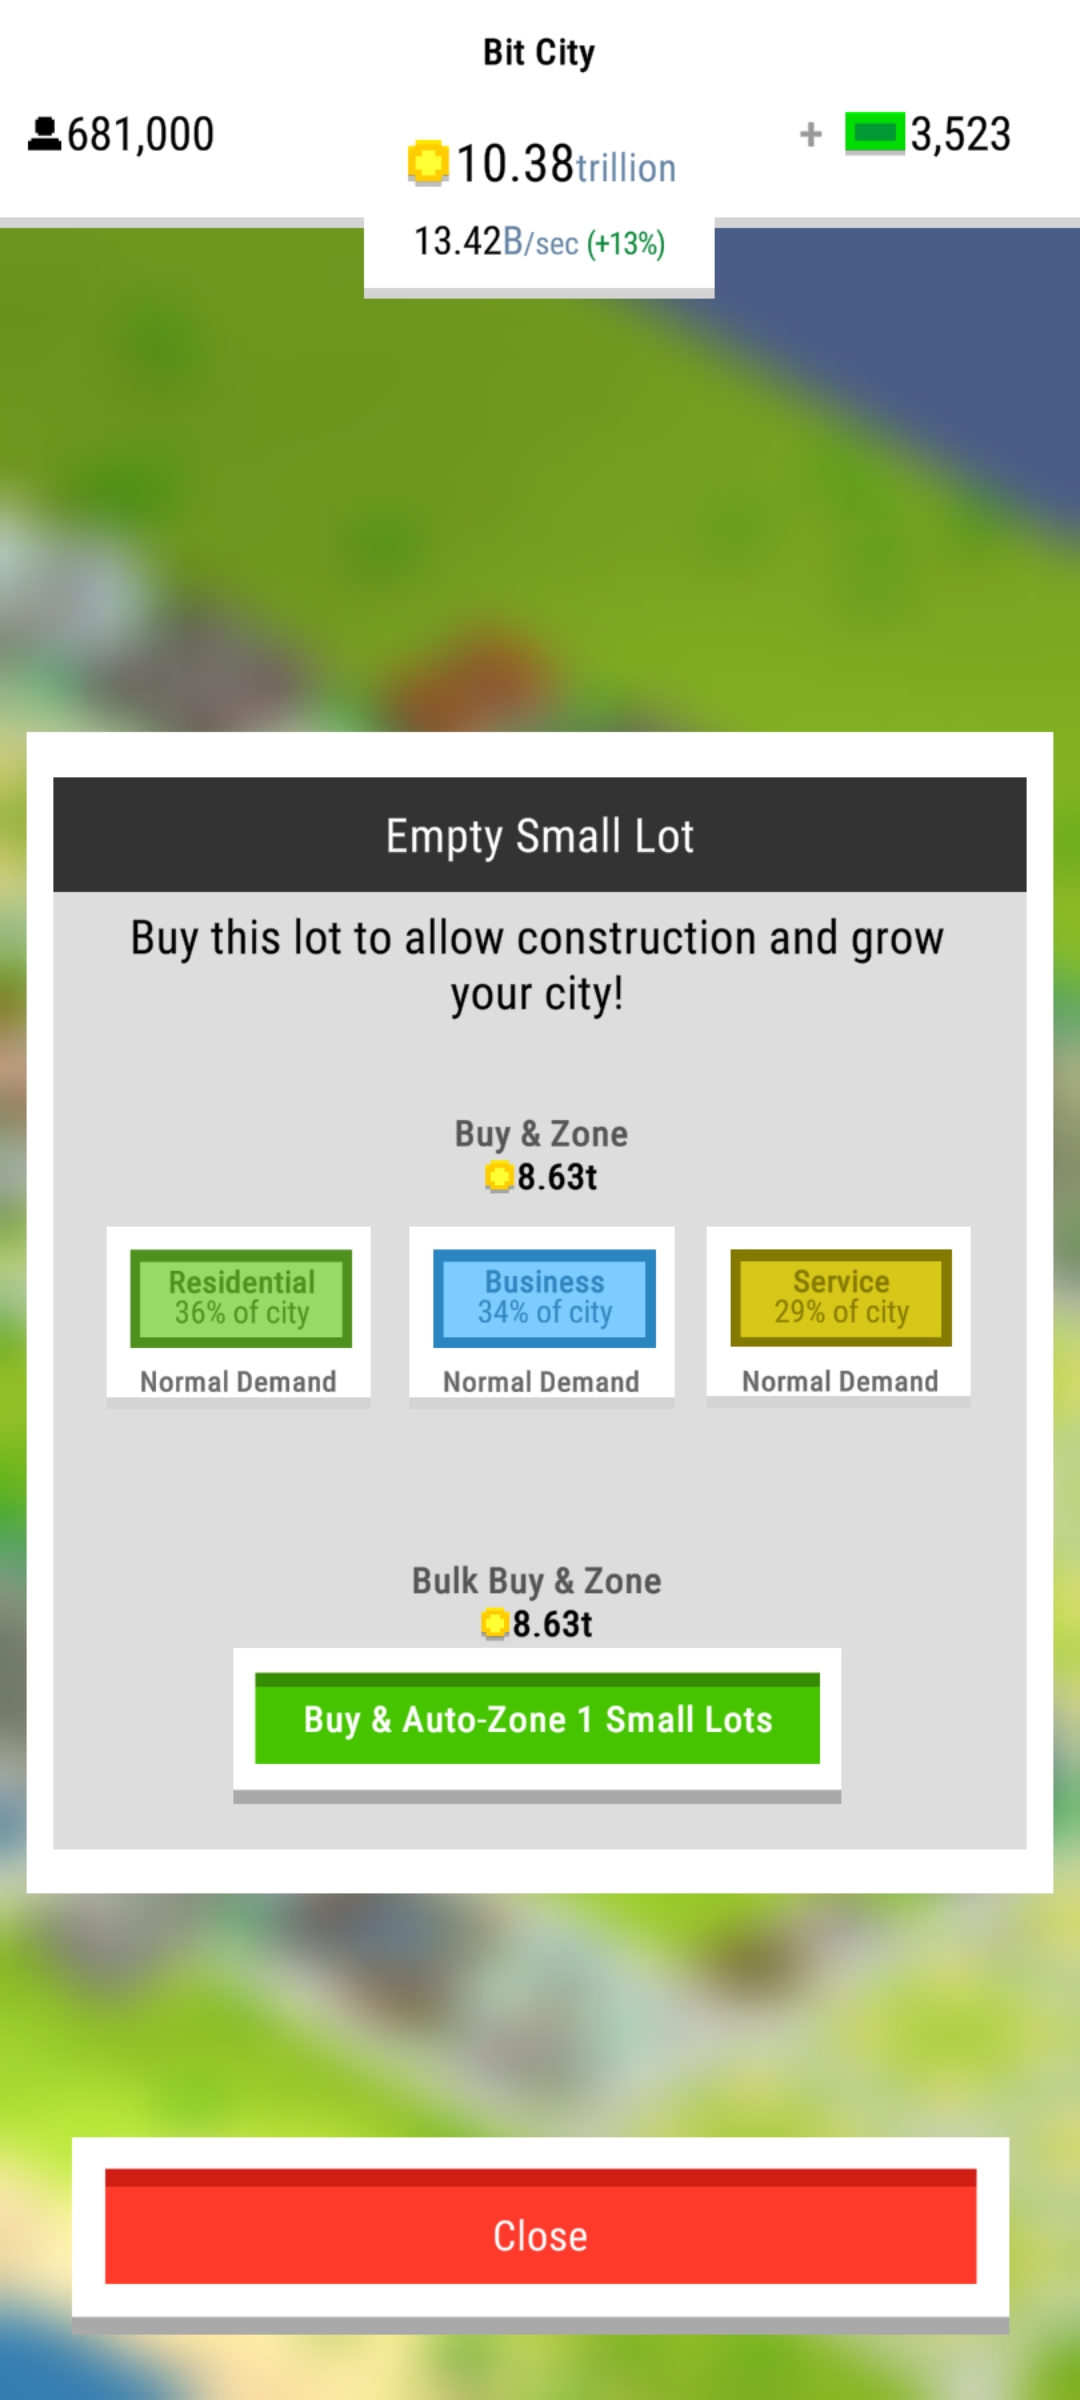 Bit City
681,000
10.38trillion
+ 3,523
13.42B/sec (+13%)
Empty Small Lot
Buy this lot to allow construction and grow
your city!
Buy & Zone
8.63t
Residential
36% of city
Normal Demand
Business
34% of city
Normal Demand
Service
29% of city
Normal Demand
Bulk Buy & Zone
8.63t
Buy & Auto-Zone 1 Small Lots
Close